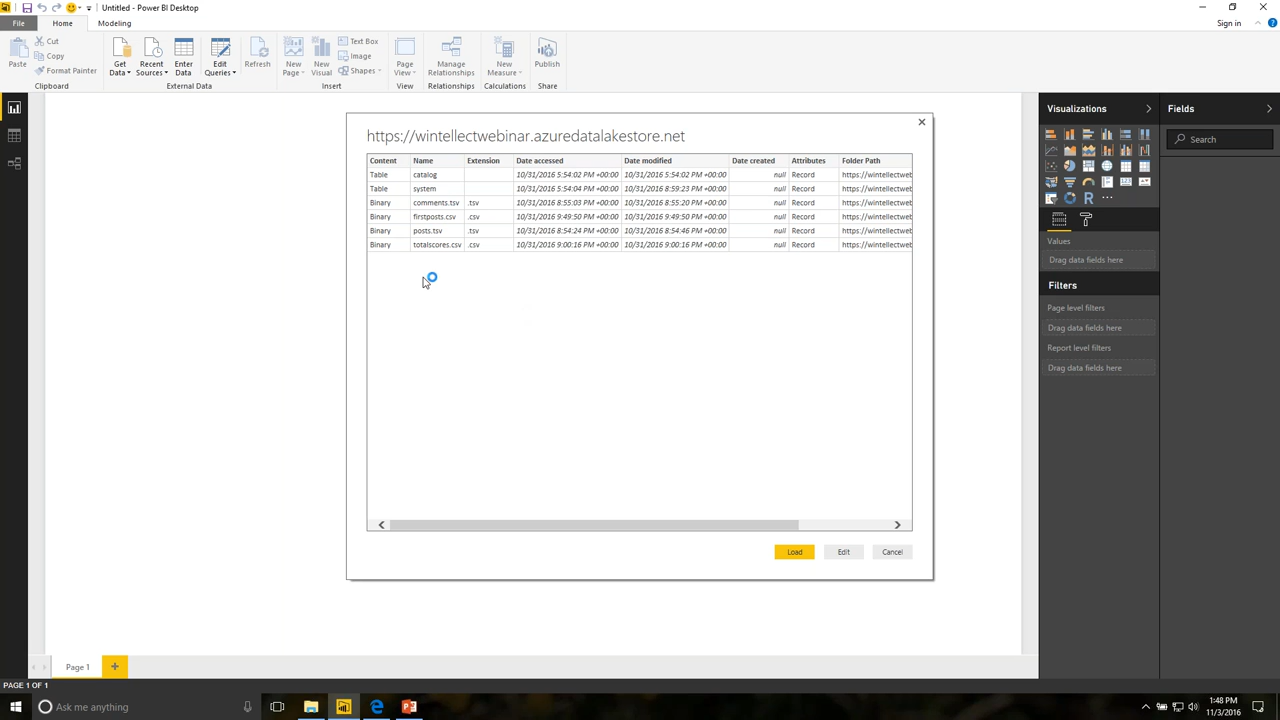 Untitled - Power BI Desktop
File Home Modeling Sign in
Paste Cut Copy Format Painter Get Data Recent Sources Enter Data Edit Queries Refresh New Page New Visual Text Box Image Shapes Page View Manage Relationships New Measure Publish
Clipboard External Data Insert View Relationships Calculations Share
https://wintellectwebinar.azuredatalakestore.net
Content Name Extension Date accessed Date modified Date created Attributes Folder Path
Table catalog 10/31/2016 5:54:02 PM +00:00 10/31/2016 5:54:02 PM +00:00 null Record https://wintellectweb
Table system 10/31/2016 5:54:04 PM +00:00 10/31/2016 8:59:23 PM +00:00 null Record https://wintellectweb
Binary comments.tsv .tsv 10/31/2016 8:55:03 PM +00:00 10/31/2016 8:55:20 PM +00:00 null Record https://wintellectweb
Binary firstposts.csv .csv 10/31/2016 9:49:50 PM +00:00 10/31/2016 9:49:50 PM +00:00 null Record https://wintellectweb
Binary posts.tsv .tsv 10/31/2016 8:54:24 PM +00:00 10/31/2016 8:54:46 PM +00:00 null Record https://wintellectweb
Binary totalscores.csv .csv 10/31/2016 9:00:16 PM +00:00 10/31/2016 9:00:16 PM +00:00 null Record https://wintellectweb
Load Edit Cancel
Visualizations
R
Values
Drag data fields here
Filters
Page level filters
Drag data fields here
Report level filters
Drag data fields here
Fields
Search
Page 1
PAGE 1 OF 1
Ask me anything
1:48 PM
11/3/2016